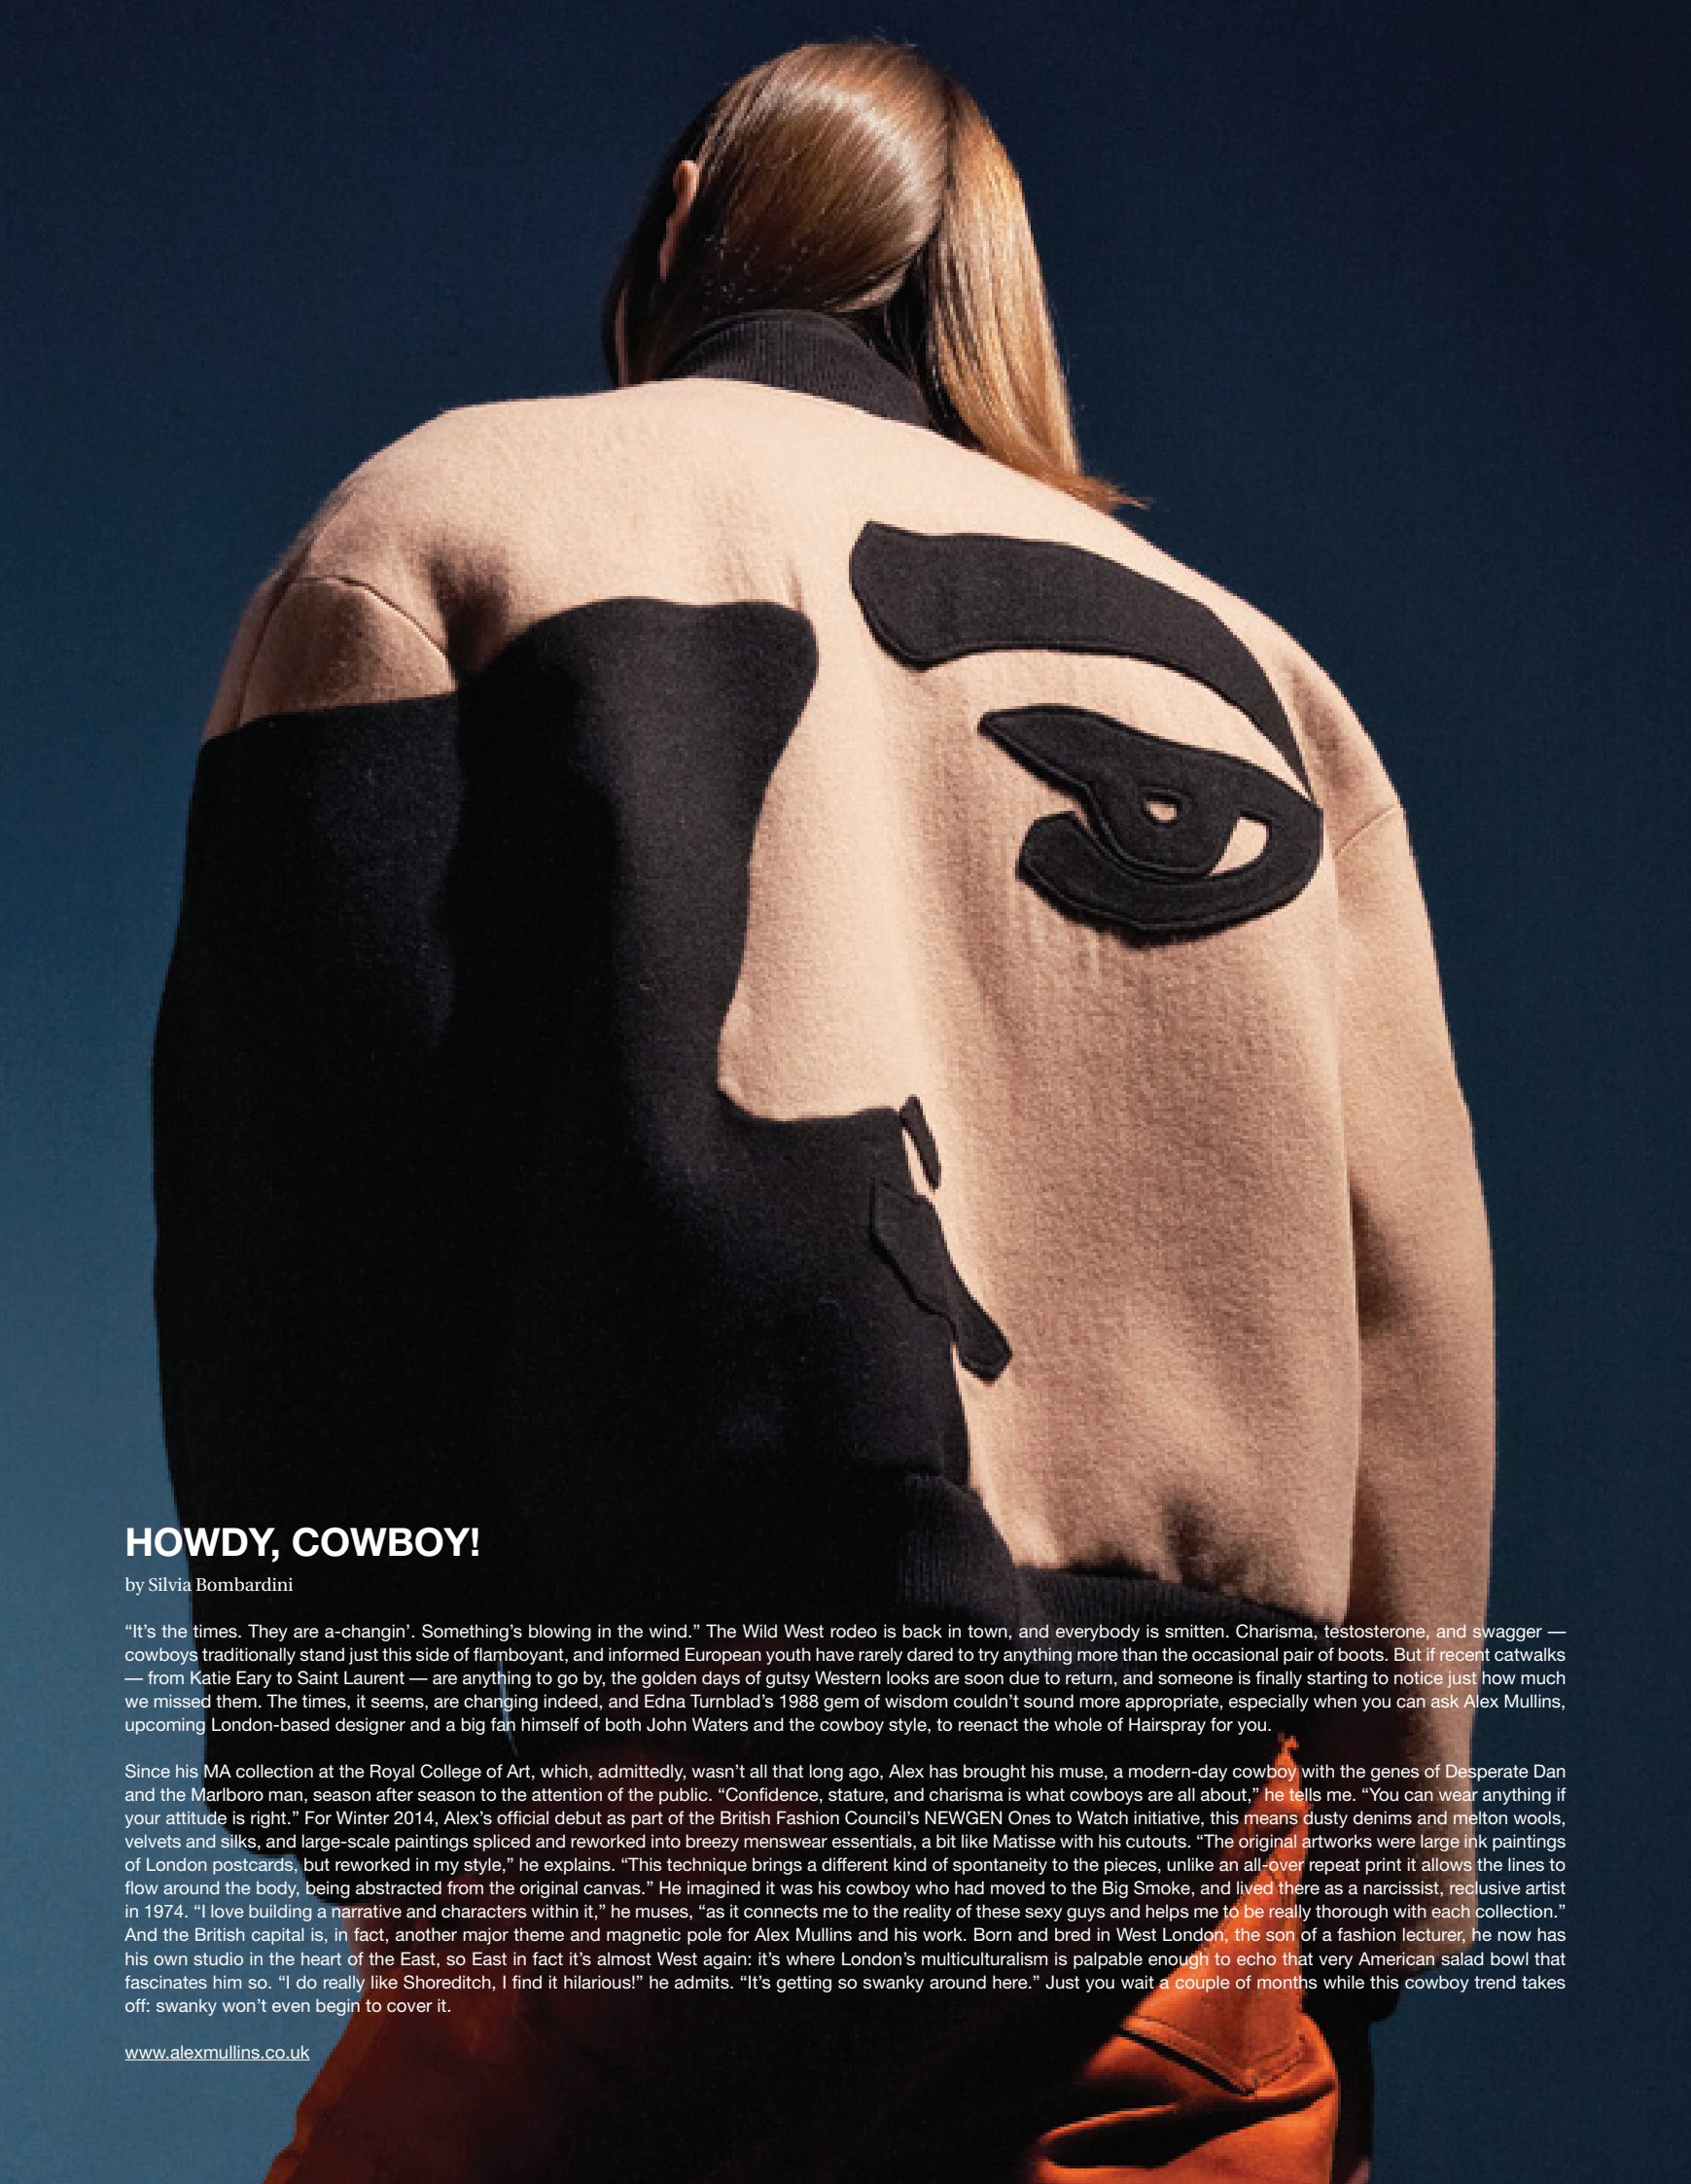 HOWDY, COWBOY!
by Silvia Bombardini
“It’s the times. They are a-changin’. Something’s blowing in the wind.” The Wild West rodeo is back in town, and everybody is smitten. Charisma, testosterone, and swagger —
cowboys traditionally stand just this side of flamboyant, and informed European youth have rarely dared to try anything more than the occasional pair of boots. But if recent catwalks
— from Katie Eary to Saint Laurent — are anything to go by, the golden days of gutsy Western looks are soon due to return, and someone is finally starting to notice just how much
we missed them. The times, it seems, are changing indeed, and Edna Turnblad’s 1988 gem of wisdom couldn’t sound more appropriate, especially when you can ask Alex Mullins,
upcoming London-based designer and a big fan himself of both John Waters and the cowboy style, to reenact the whole of Hairspray for you.
Since his MA collection at the Royal College of Art, which, admittedly, wasn’t all that long ago, Alex has brought his muse, a modern-day cowboy with the genes of Desperate Dan
and the Marlboro man, season after season to the attention of the public. “Confidence, stature, and charisma is what cowboys are all about,” he tells me. “You can wear anything if
your attitude is right.” For Winter 2014, Alex’s official debut as part of the British Fashion Council’s NEWGEN Ones to Watch initiative, this means dusty denims and melton wools,
velvets and silks, and large-scale paintings spliced and reworked into breezy menswear essentials, a bit like Matisse with his cutouts. “The original artworks were large ink paintings
of London postcards, but reworked in my style,” he explains. “This technique brings a different kind of spontaneity to the pieces, unlike an all-over repeat print it allows the lines to
flow around the body, being abstracted from the original canvas.” He imagined it was his cowboy who had moved to the Big Smoke, and lived there as a narcissist, reclusive artist
in 1974. “I love building a narrative and characters within it,” he muses, “as it connects me to the reality of these sexy guys and helps me to be really thorough with each collection.”
And the British capital is, in fact, another major theme and magnetic pole for Alex Mullins and his work. Born and bred in West London, the son of a fashion lecturer, he now has
his own studio in the heart of the East, so East in fact it’s almost West again: it’s where London’s multiculturalism is palpable enough to echo that very American salad bowl that
fascinates him so. “I do really like Shoreditch, I find it hilarious!” he admits. “It’s getting so swanky around here.” Just you wait a couple of months while this cowboy trend takes
off: swanky won’t even begin to cover it.
www.alexmullins.co.uk